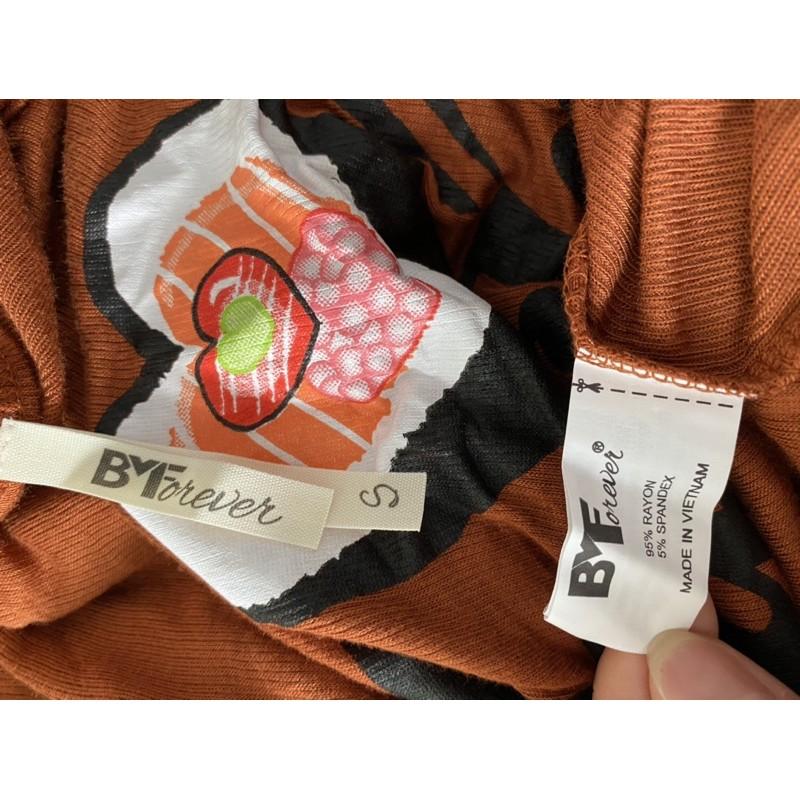 BYForever
S
BYForever®
95% RAYON
5% SPANDEX
MADE IN VIETNAM